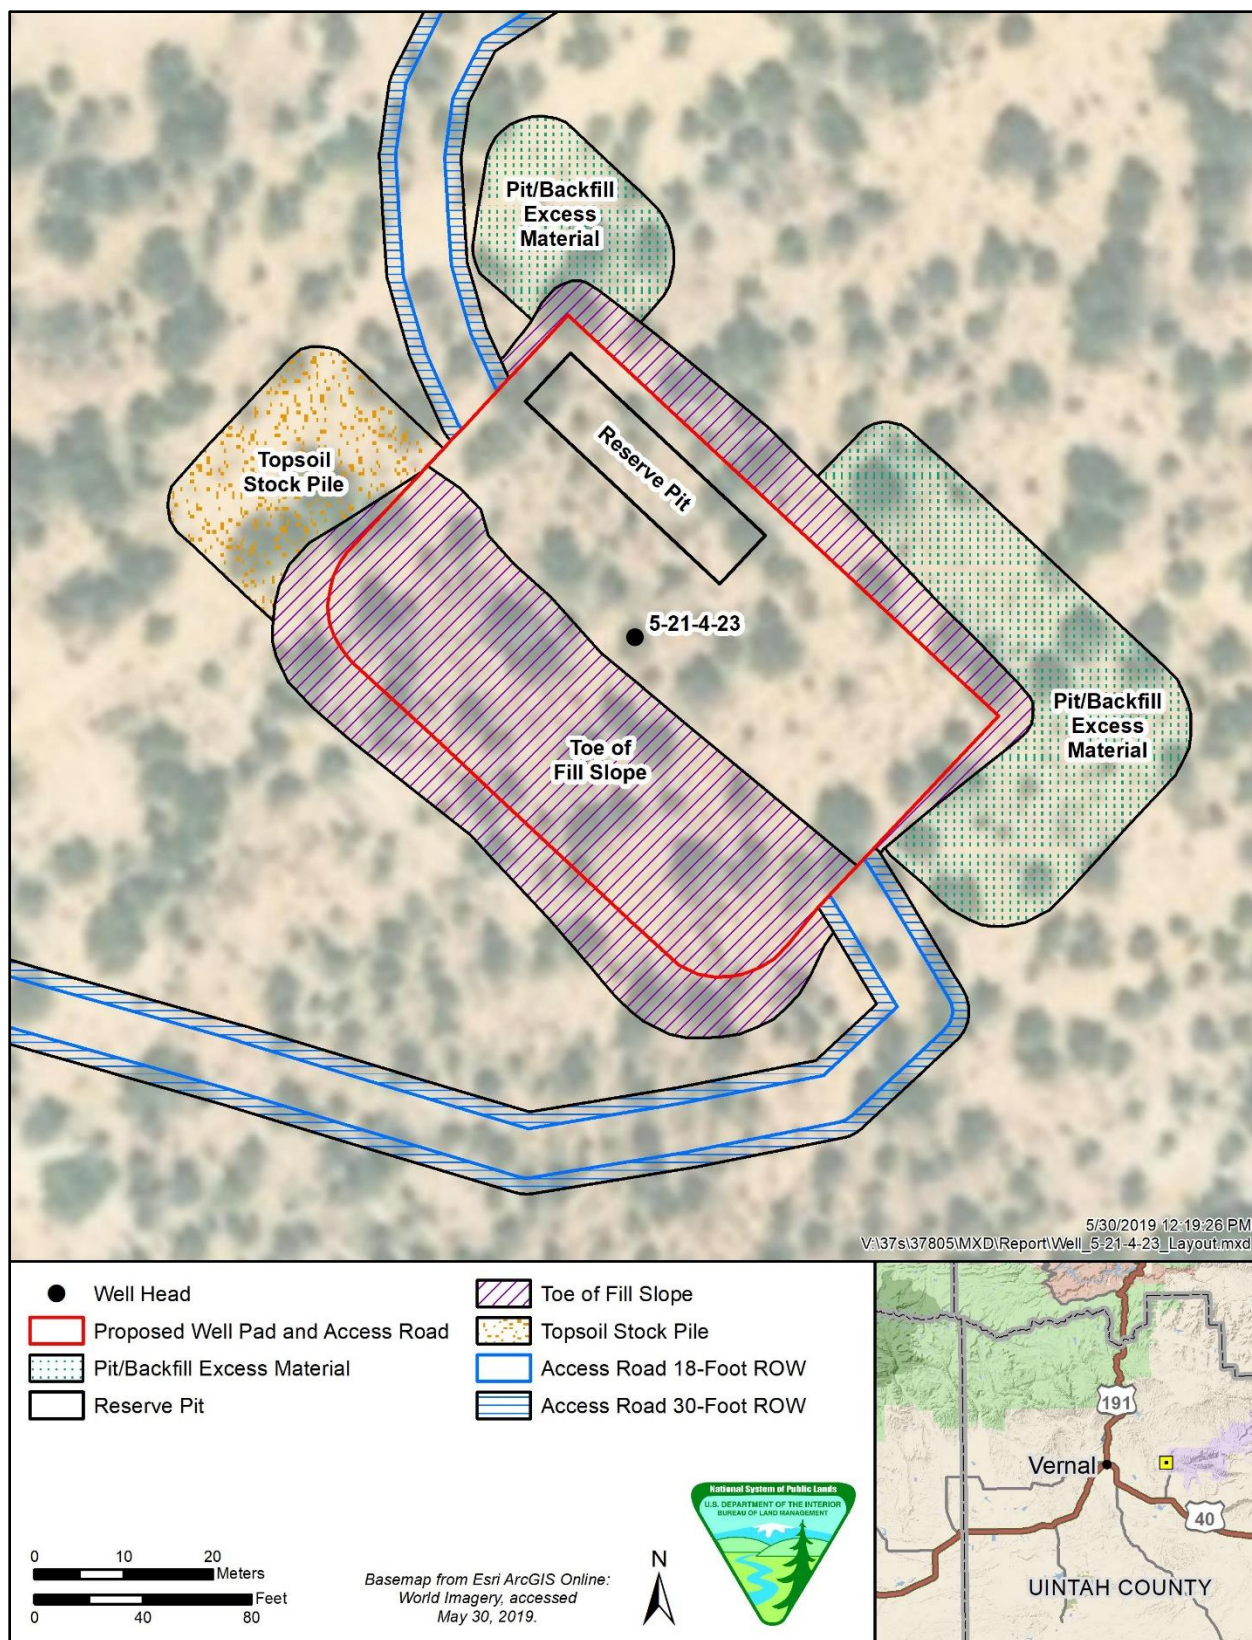 Pit/Backfill
Excess
Material
Topsoil
Stock Pile
Reserve Pit
5-21-4-23
Pit/Backfill
Excess
Material
Toe of
Fill Slope
5/30/2019 12:19:26 PM
V:\37s\37805\MXD\Report\Well_5-21-4-23_Layout.mxd
Well Head
Proposed Well Pad and Access Road
Pit/Backfill Excess Material
Reserve Pit
Toe of Fill Slope
Topsoil Stock Pile
Access Road 18-Foot ROW
Access Road 30-Foot ROW
0 10 20
Meters
Feet
0 40 80
Basemap from Esri ArcGIS Online:
World Imagery, accessed
May 30, 2019.
N
National System of Public Lands
U.S. DEPARTMENT OF THE INTERIOR
BUREAU OF LAND MANAGEMENT
191
Vernal
40
UINTAH COUNTY